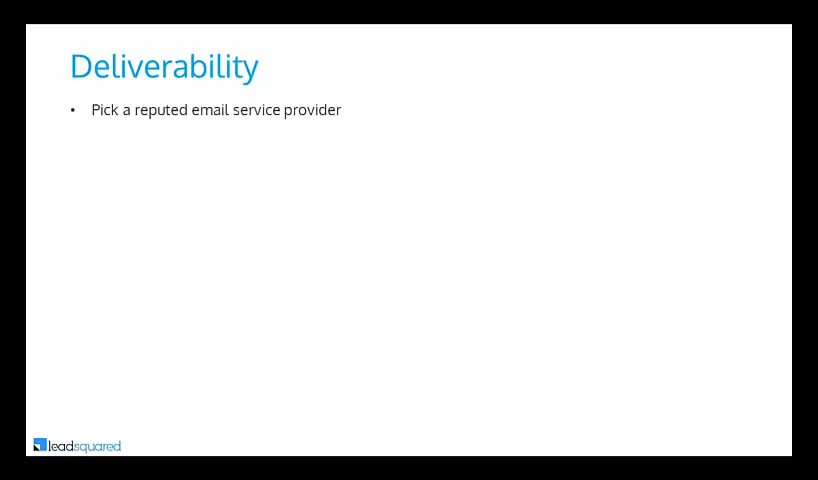 Deliverability
• Pick a reputed email service provider
leadsquared